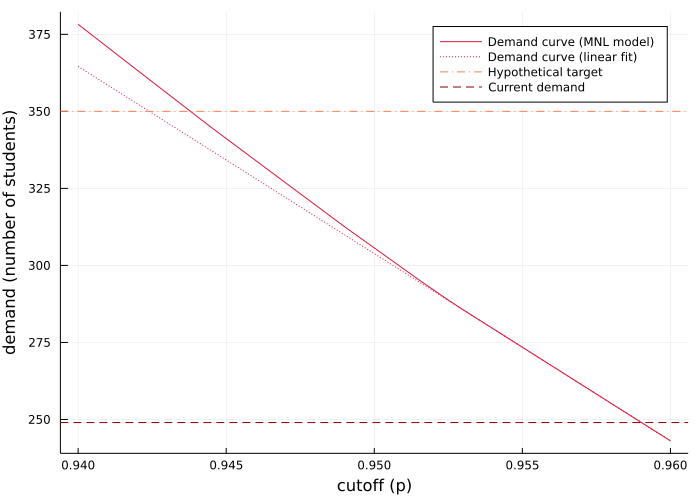 375
350
325
300
275
250
demand (number of students)
Demand curve (MNL model)
Demand curve (linear fit)
Hypothetical target
Current demand
0.940
0.945
0.950
0.955
0.960
cutoff (p)